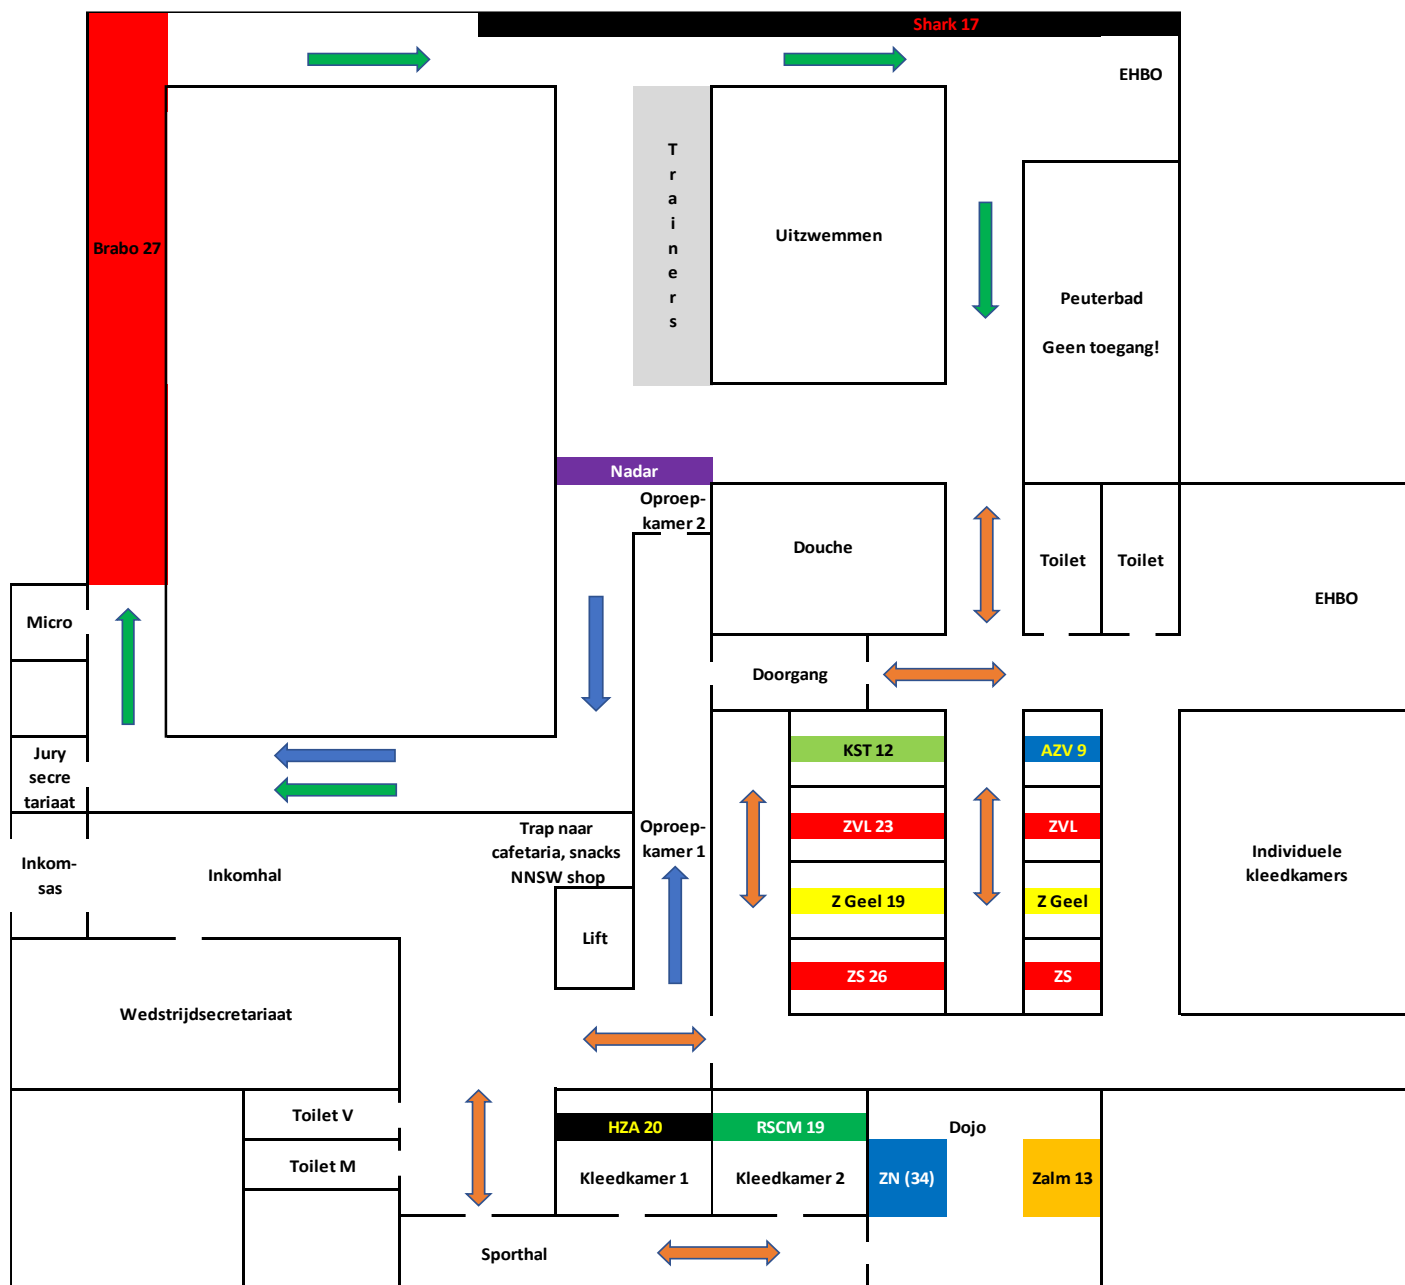 Shark 17
EHBO
T
r
a
i
n
e
r
s
Uitzwemmen
Brabo 27
Peuterbad
Geen toegang!
Nadar
Oproep-
kamer 2
Douche
Toilet
Toilet
EHBO
Micro
Doorgang
Jury
secre
tariaat
KST 12
AZV 9
Trap naar
cafetaria, snacks
NNSW shop
Oproep-
kamer 1
ZVL 23
ZVL
Inkom-
sas
Inkomhal
Individuele
kleedkamers
Z Geel 19
Z Geel
Lift
ZS 26
ZS
Wedstrijdsecretariaat
Toilet V
HZA 20
RSCM 19
Dojo
Toilet M
Kleedkamer 1
Kleedkamer 2
ZN (34)
Zalm 13
Sporthal